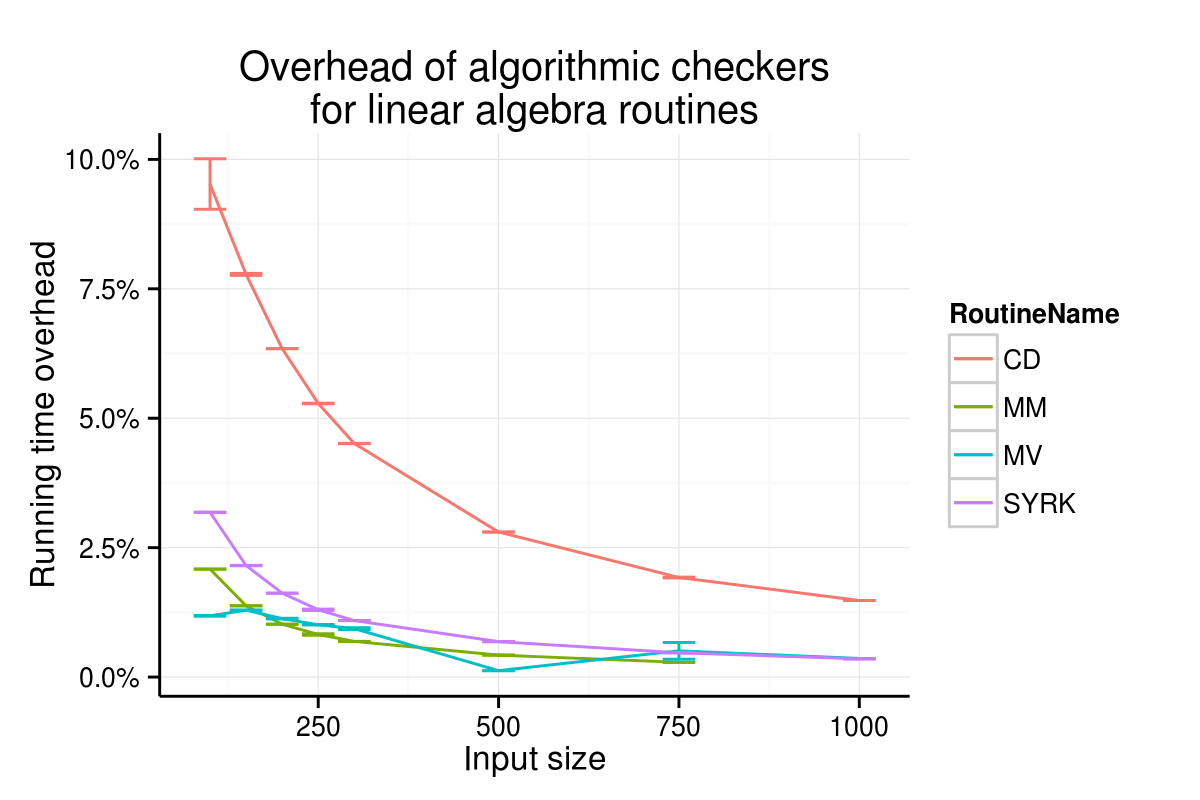 Overhead of algorithmic checkers
for linear algebra routines
Running time overhead
10.0%
7.5%
5.0%
2.5%
0.0%
250 500 750 1000
Input size
RoutineName
CD
MM
MV
SYRK